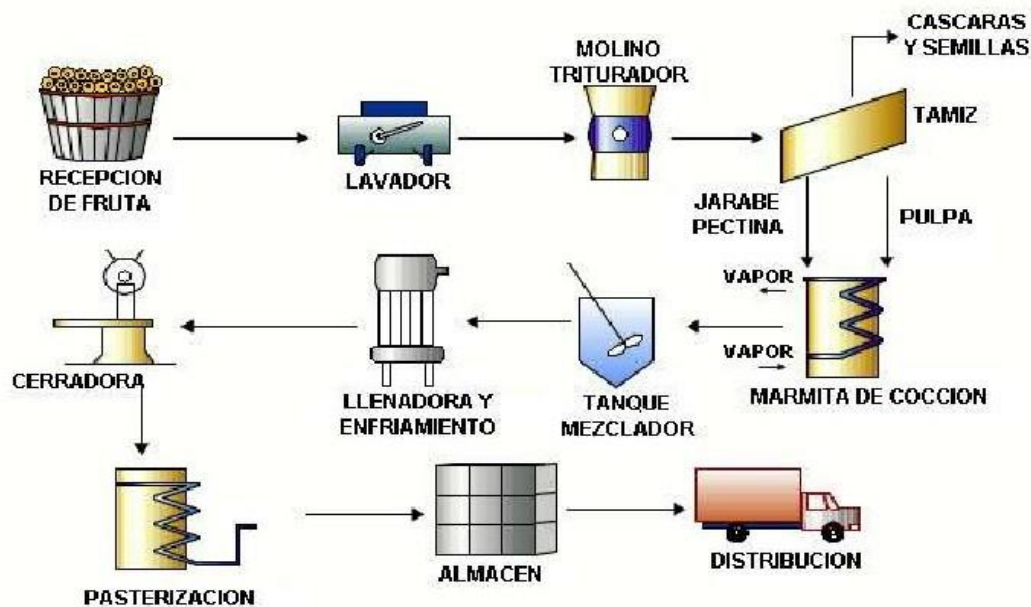 CASCARAS
Y SEMILLAS
MOLINO
TRITURADOR
TAMIZ
RECEPCION
DE FRUTA
LAVADOR
JARABE
PECTINA
PULPA
VAPOR
VAPOR
MARMITA DE COCCION
TANQUE
MEZCLADOR
LLENADORA Y
ENFRIAMIENTO
CERRADORA
PASTERIZACION
ALMACEN
DISTRIBUCION